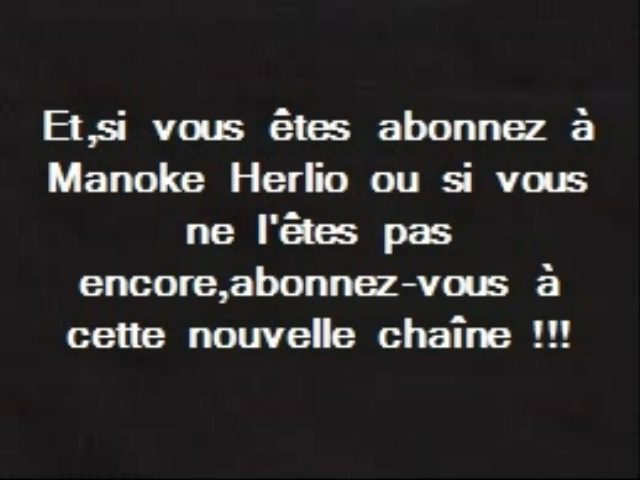 Et,si vous êtes abonnez à
Manoke Herlio ou si vous
ne l'êtes pas
encore,abonnez-vous à
cette nouvelle chaîne !!!